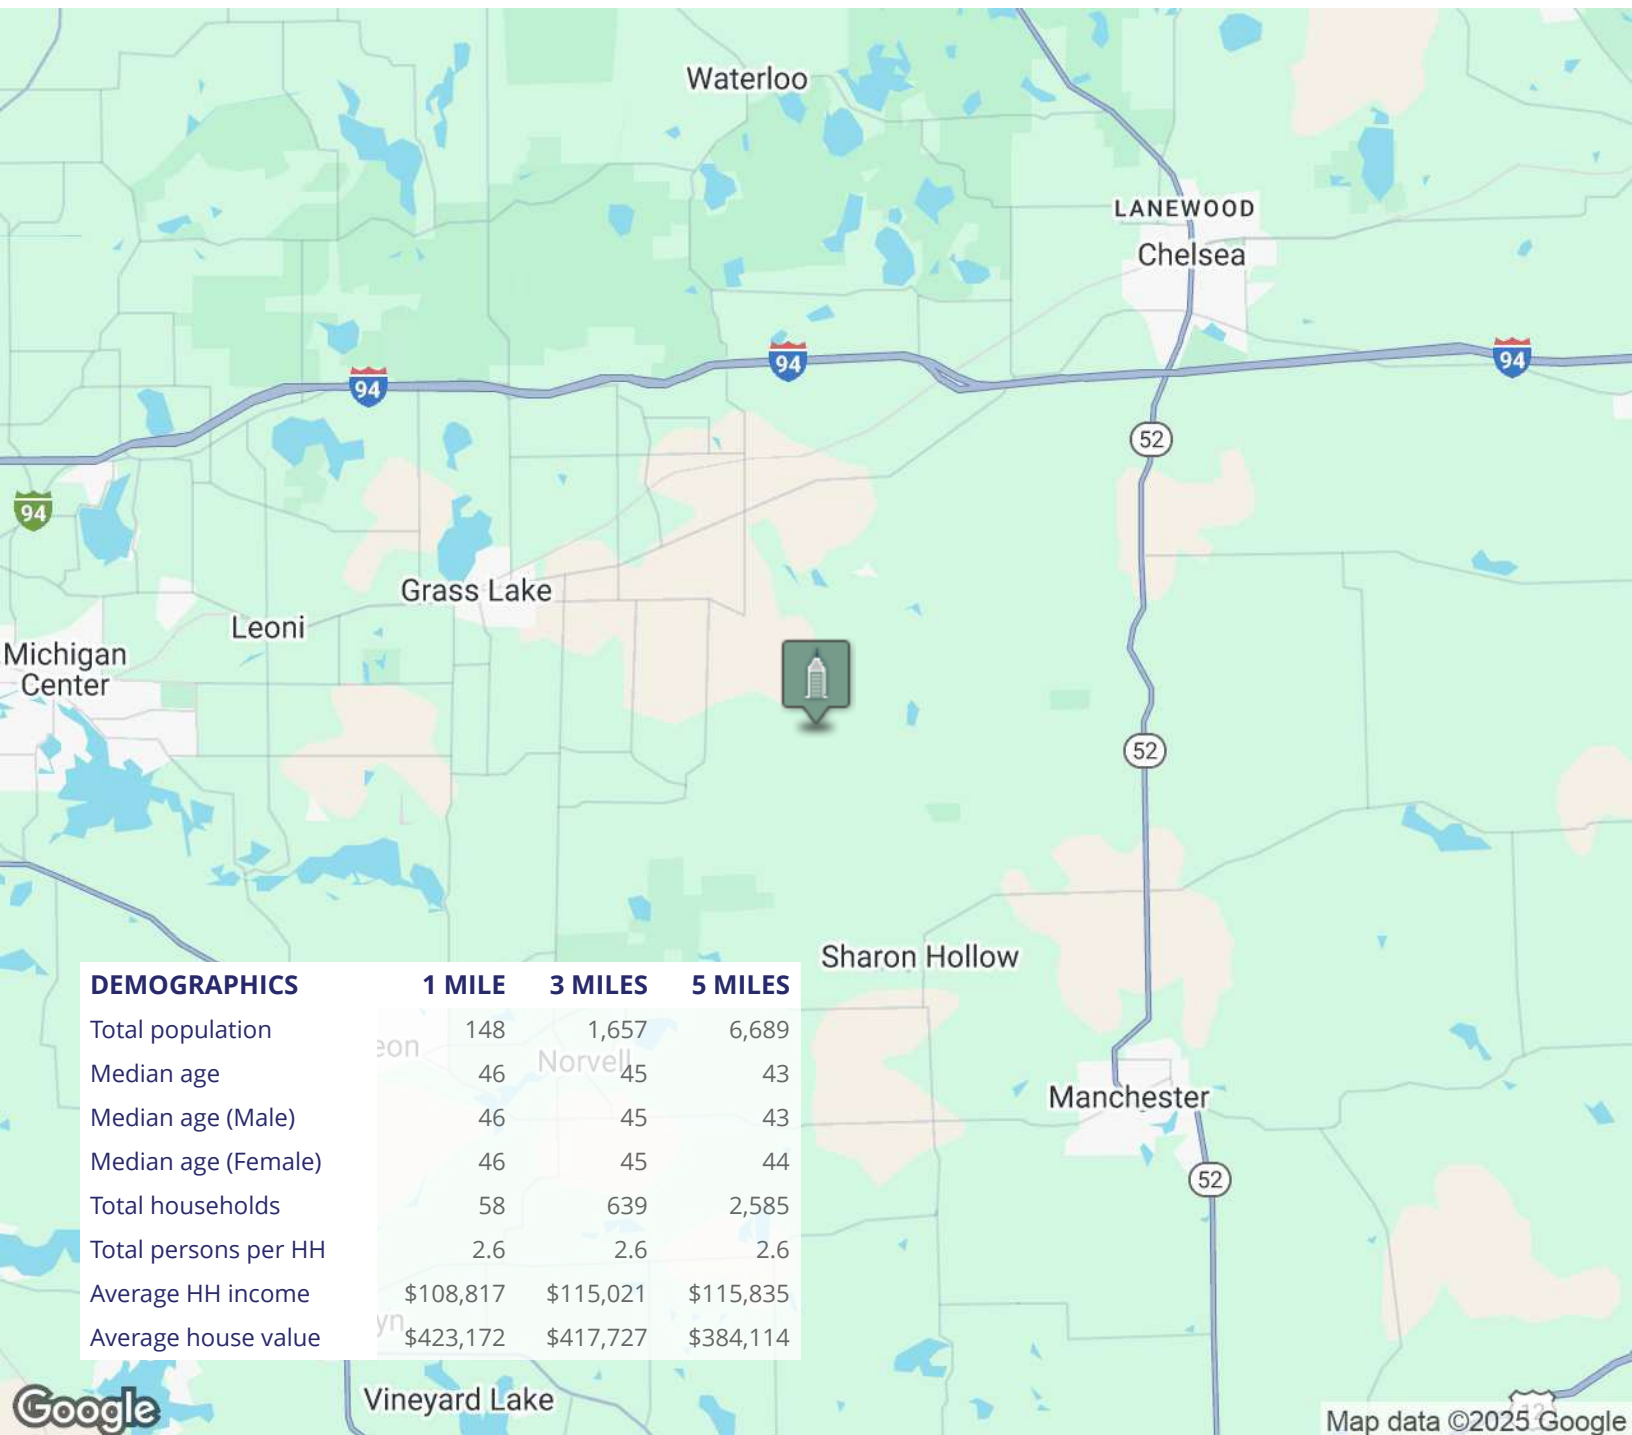 Waterloo
LANEWOOD
Chelsea
94
94
94
52
94
Grass Lake
Leoni
Michigan
Center
52
Sharon Hollow
DEMOGRAPHICS 1 MILE 3 MILES 5 MILES
Total population 148 1,657 6,689
eon
Norvell
Median age 46 45 43
Manchester
Median age (Male) 46 45 43
Median age (Female) 46 45 44
52
Total households 58 639 2,585
Total persons per HH 2.6 2.6 2.6
Average HH income $108,817 $115,021 $115,835
yn
Average house value $423,172 $417,727 $384,114
Vineyard Lake
Google
12
Map data ©2025 Google